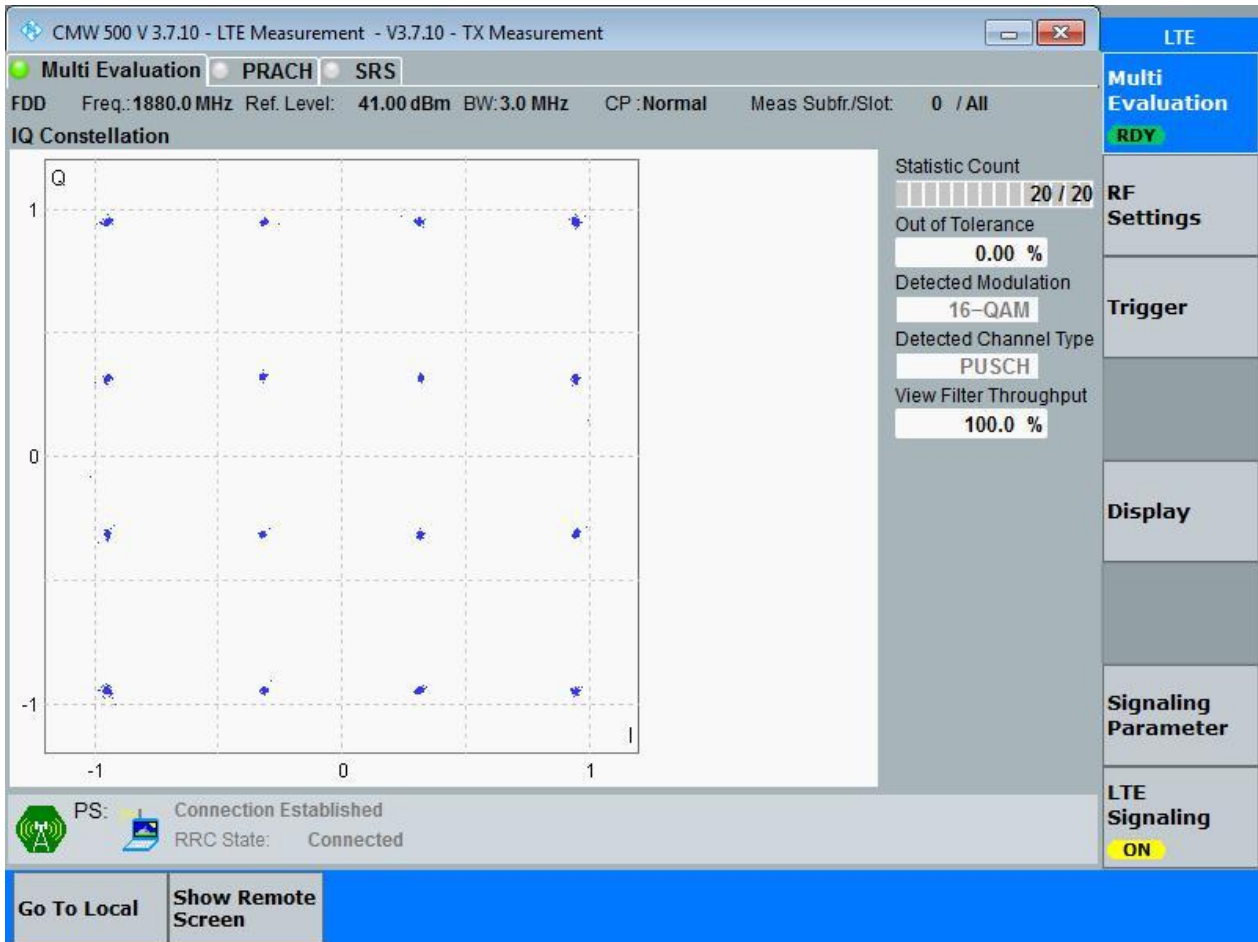 CMW 500 V 3.7.10 - LTE Measurement - V3.7.10 - TX Measurement
LTE
Multi Evaluation PRACH SRS
Multi
Evaluation
RDY
FDD Freq.: 1880.0 MHz Ref. Level: 41.00 dBm BW: 3.0 MHz CP : Normal Meas Subfr./Slot: 0 / All
IQ Constellation
Q
1
0
-1
-1 0 1
I
Statistic Count
20 / 20
Out of Tolerance
0.00 %
Detected Modulation
16-QAM
Detected Channel Type
PUSCH
View Filter Throughput
100.0 %
RF
Settings
Trigger
Display
Signaling
Parameter
LTE
Signaling
ON
PS: Connection Established
RRC State: Connected
Go To Local
Show Remote
Screen